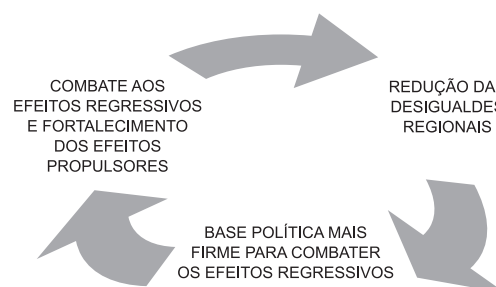 COMBATE AOS
EFEITOS REGRESSIVOS
E FORTALECIMENTO
DOS EFEITOS
PROPULSORES
REDUÇÃO DA
DESIGUALDES
REGIONAIS
BASE POLÍTICA MAIS
FIRME PARA COMBATER
OS EFEITOS REGRESSIVOS